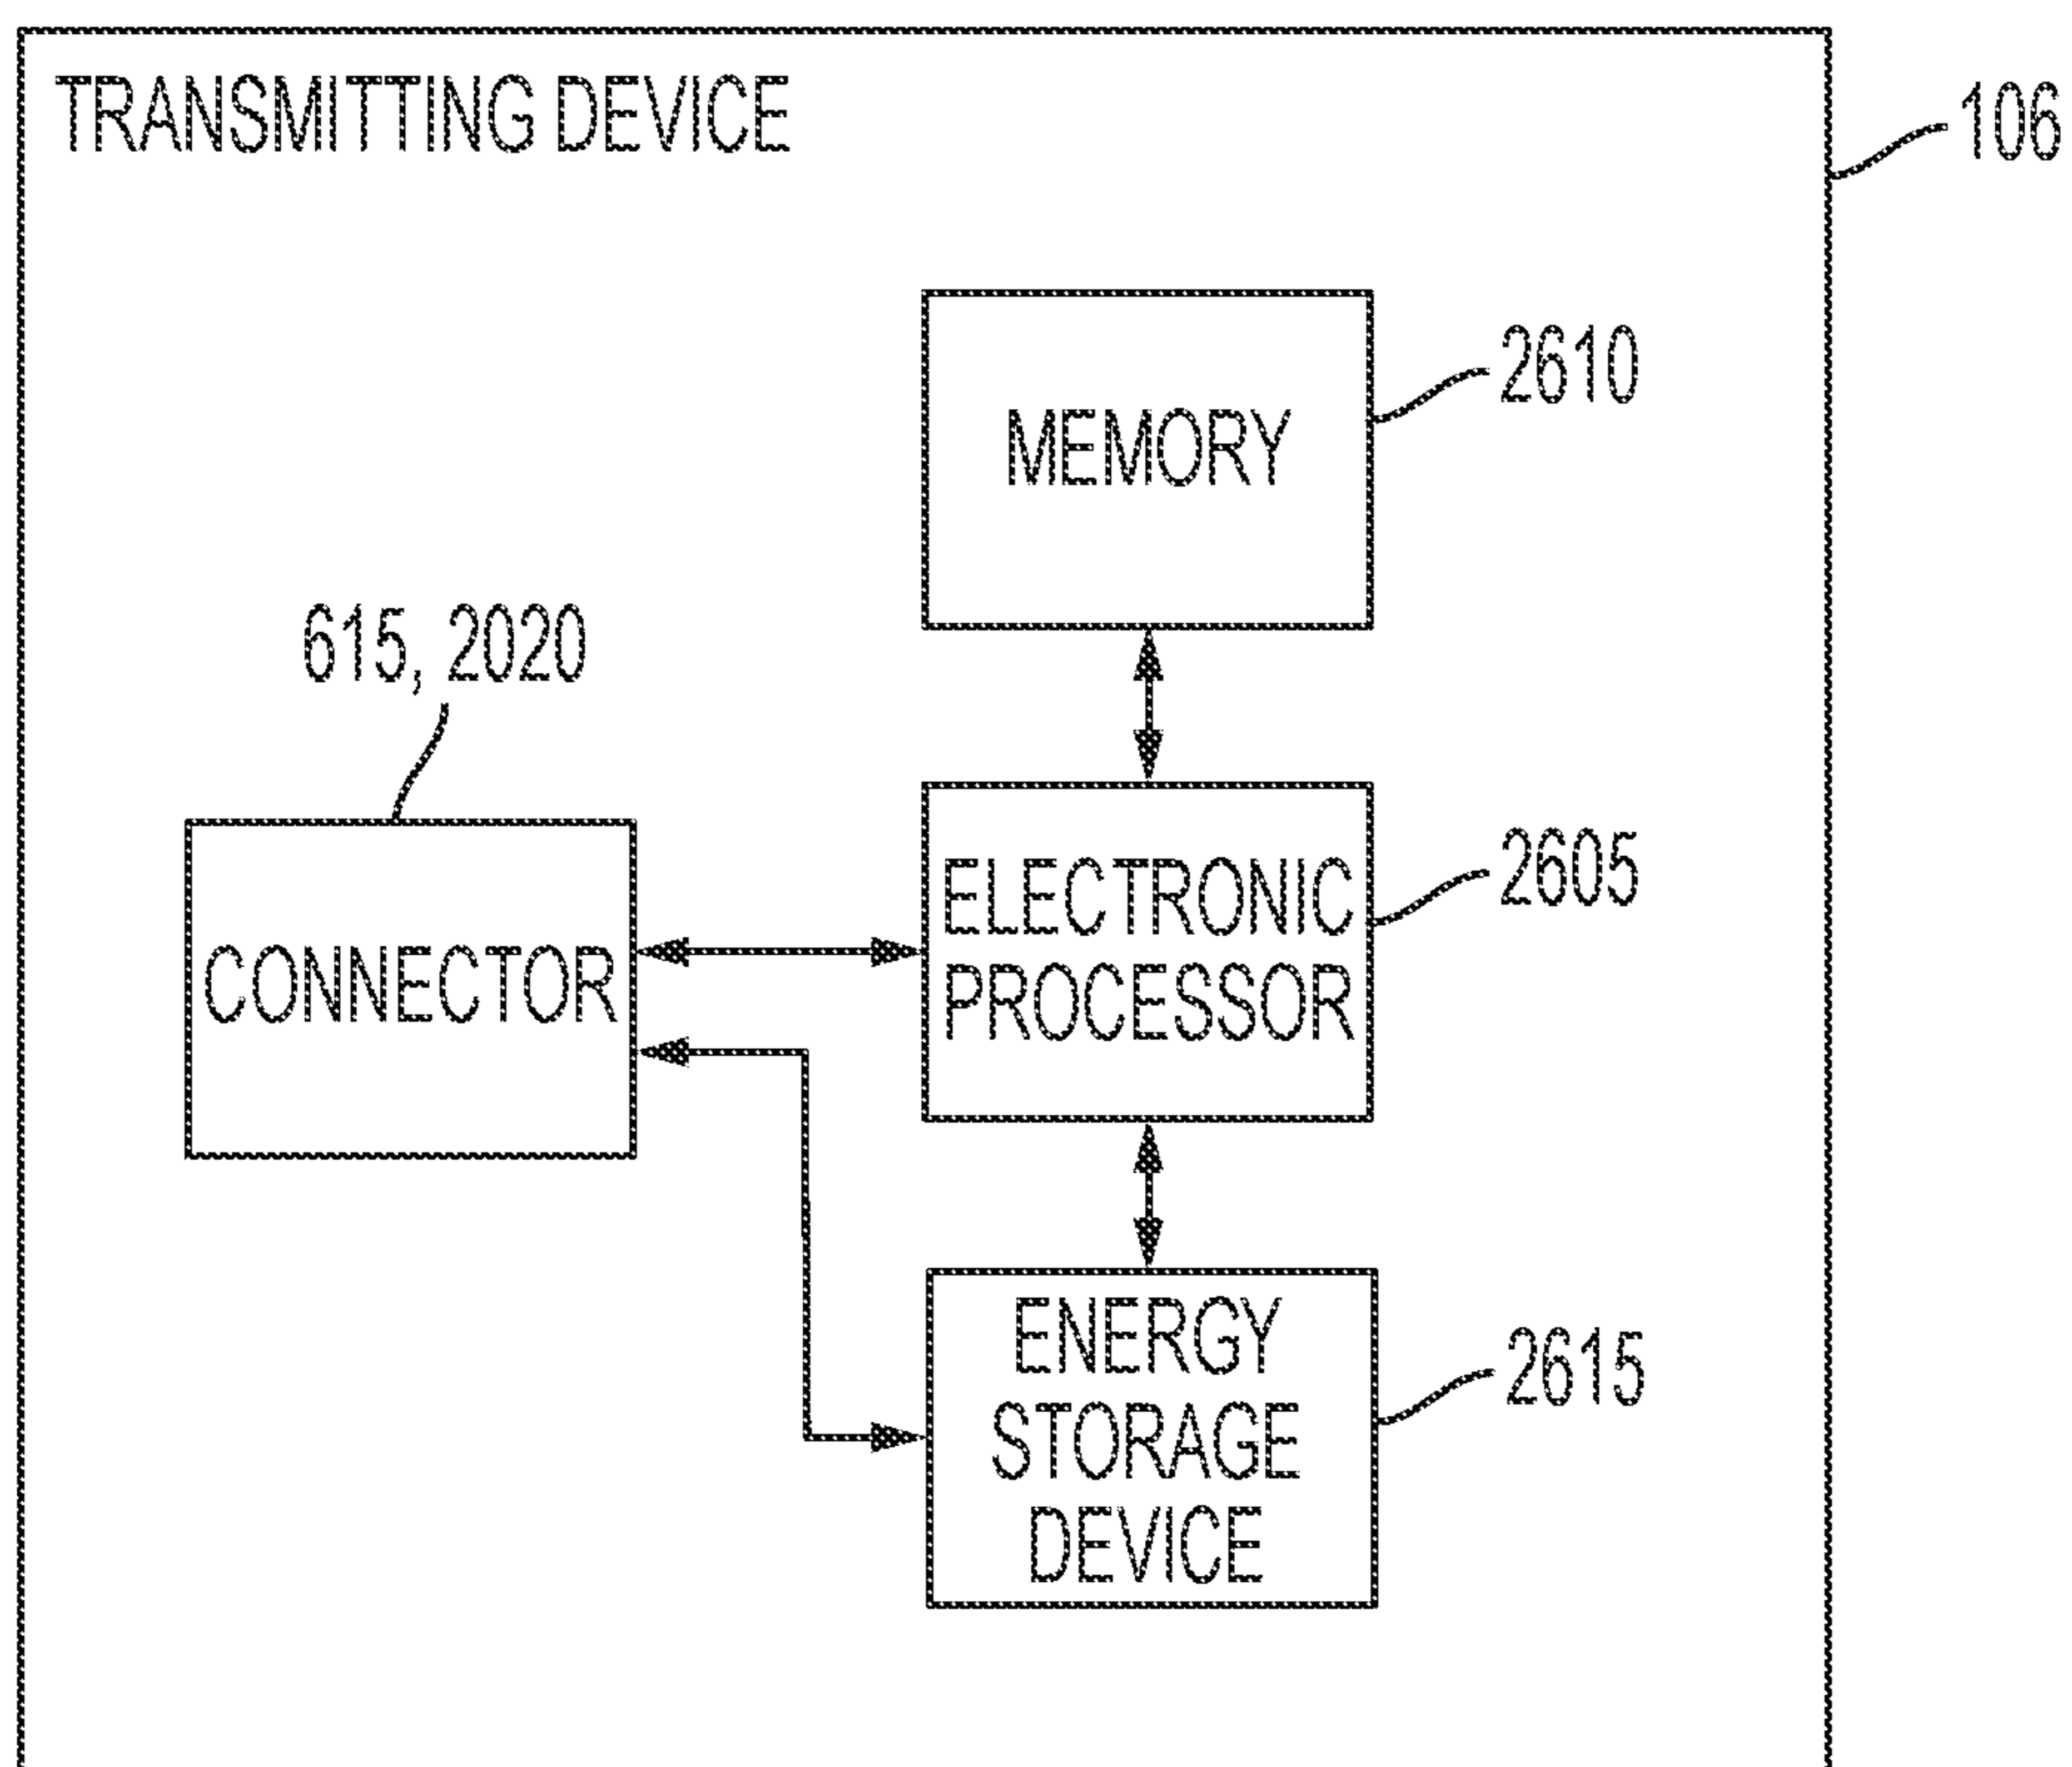 TRANSMITTING DEVICE
106
MEMORY
2610
615, 2020
CONNECTOR
ELECTRONIC
PROCESSOR
2605
ENERGY
STORAGE
DEVICE
2615